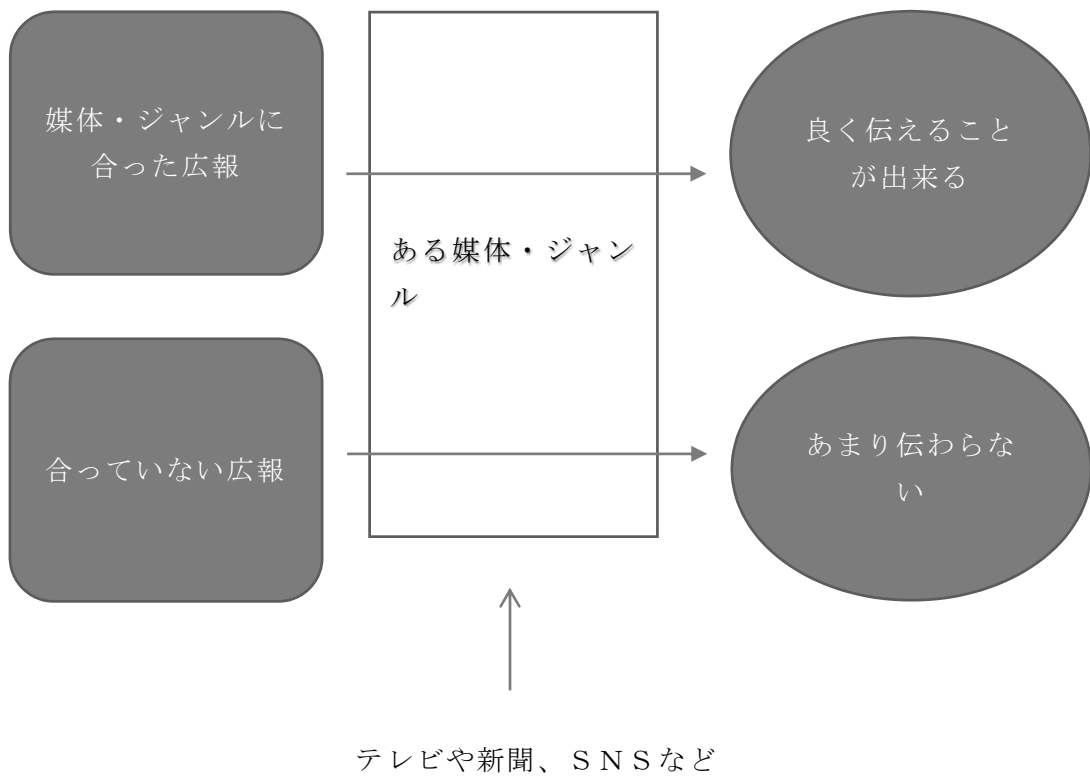 媒体・ジャンルに
合った広報
ある媒体・ジャン
ル
良く伝えること
が出来る
合っていない広報
あまり伝わらな
い
テレビや新聞、ＳＮＳなど